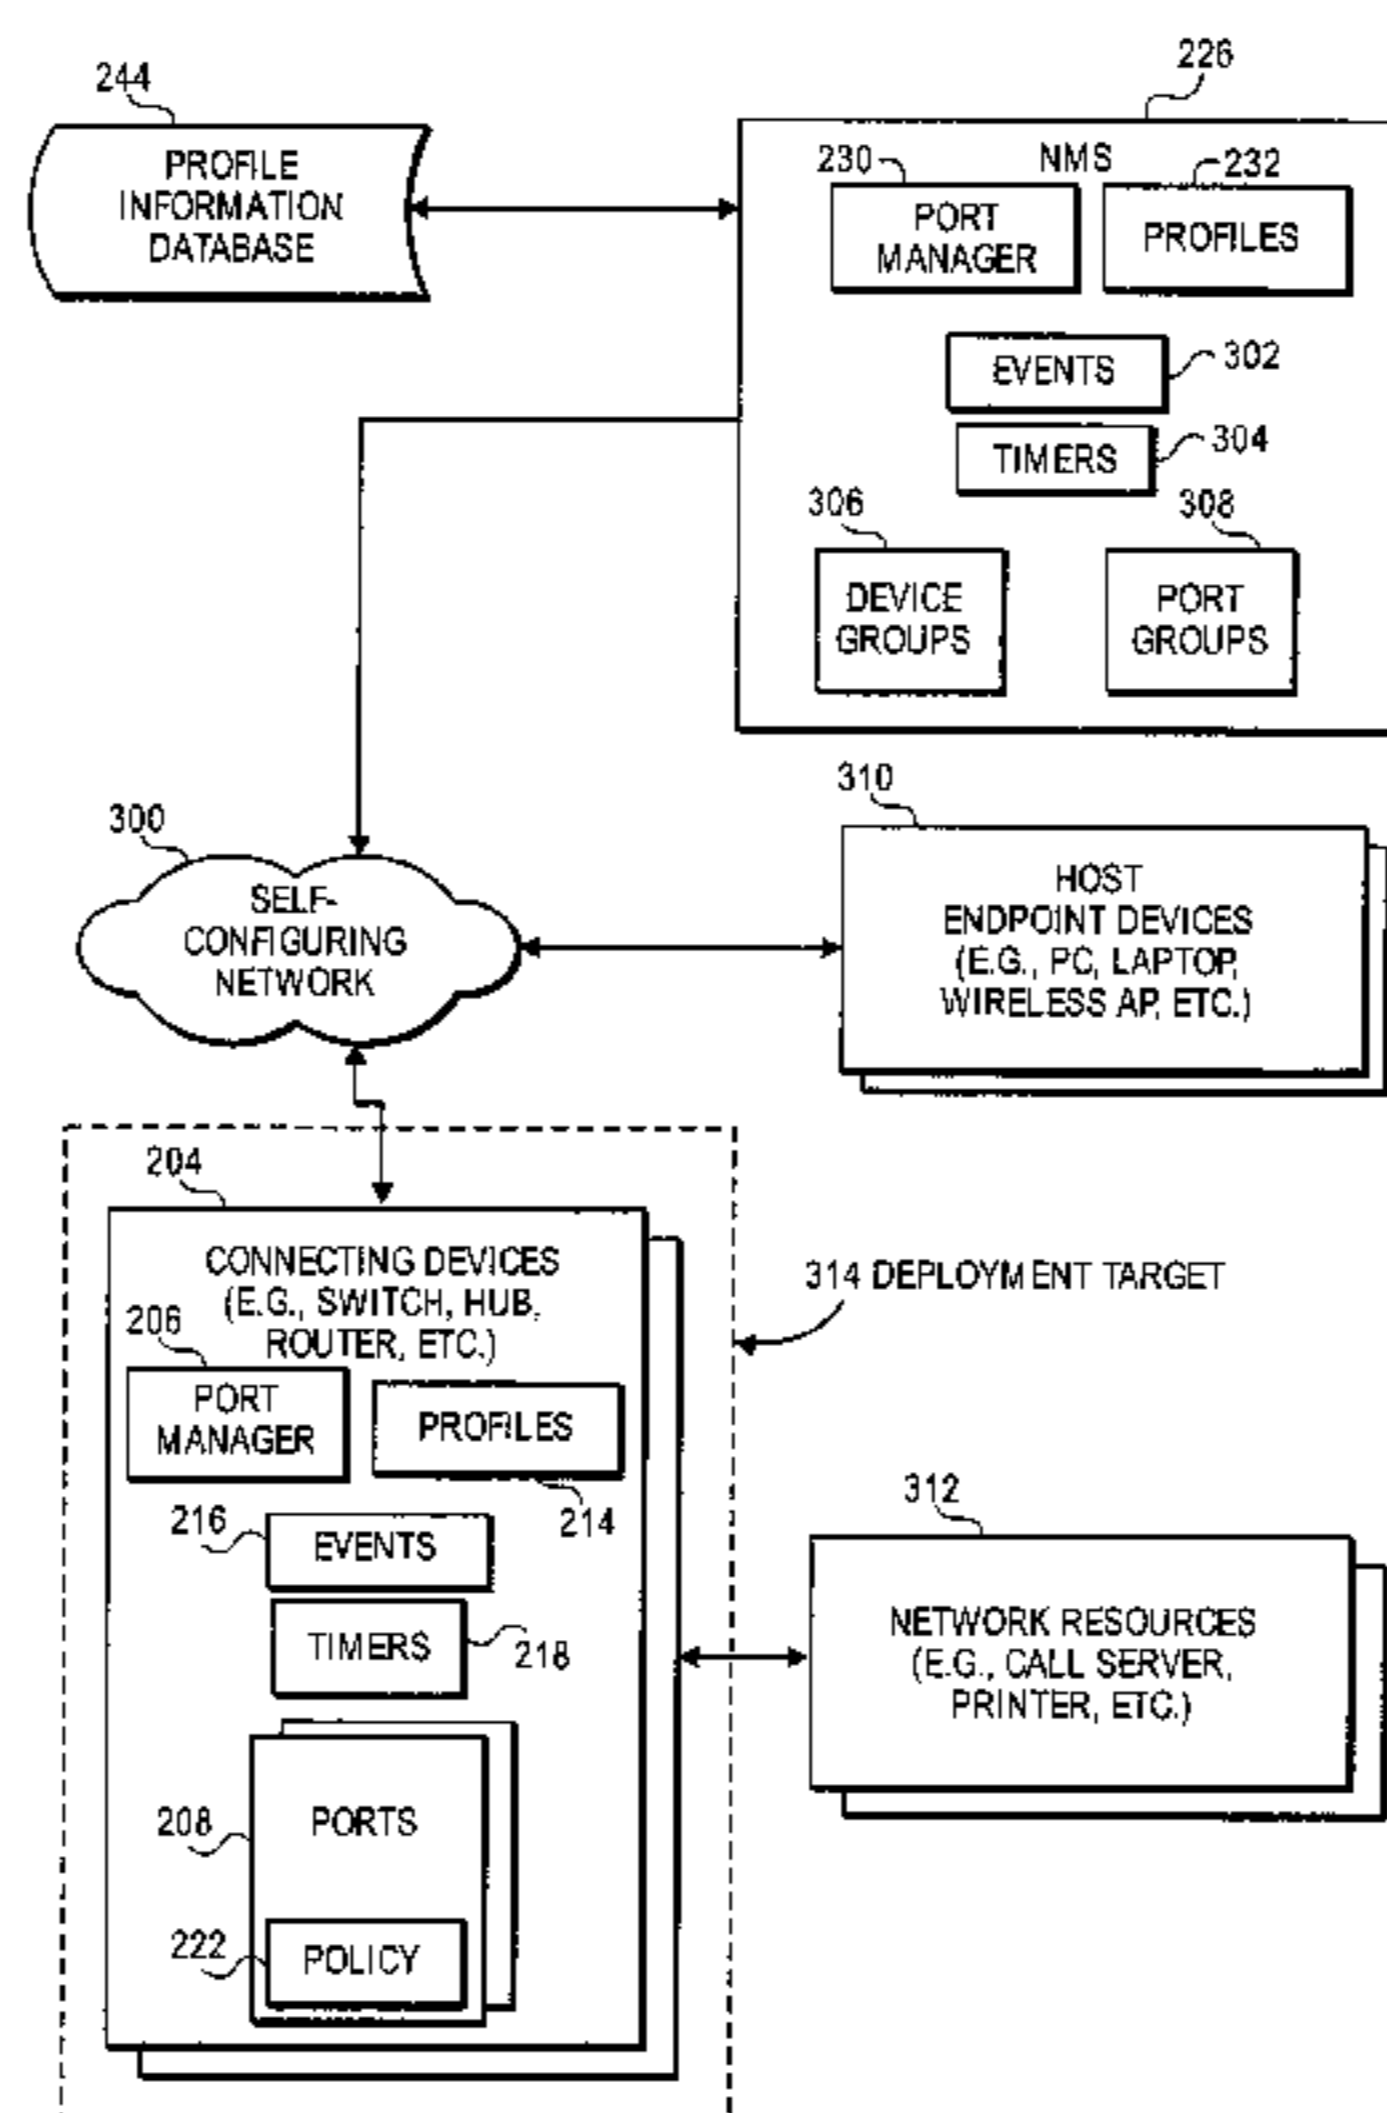 244
PROFILE
INFORMATION
DATABASE
226
NMS
230
232
PORT
MANAGER
PROFILES
EVENTS
302
TIMERS
304
306
308
DEVICE
GROUPS
PORT
GROUPS
300
SELF-
CONFIGURING
NETWORK
310
HOST
ENDPOINT DEVICES
(E.G., PC, LAPTOP,
WIRELESS AP, ETC.)
204
CONNECTING DEVICES
(E.G., SWITCH, HUB,
ROUTER, ETC.)
314 DEPLOYMENT TARGET
206
PORT
MANAGER
PROFILES
214
216
EVENTS
TIMERS
218
312
NETWORK RESOURCES
(E.G., CALL SERVER,
PRINTER, ETC.)
208
PORTS
222
POLICY